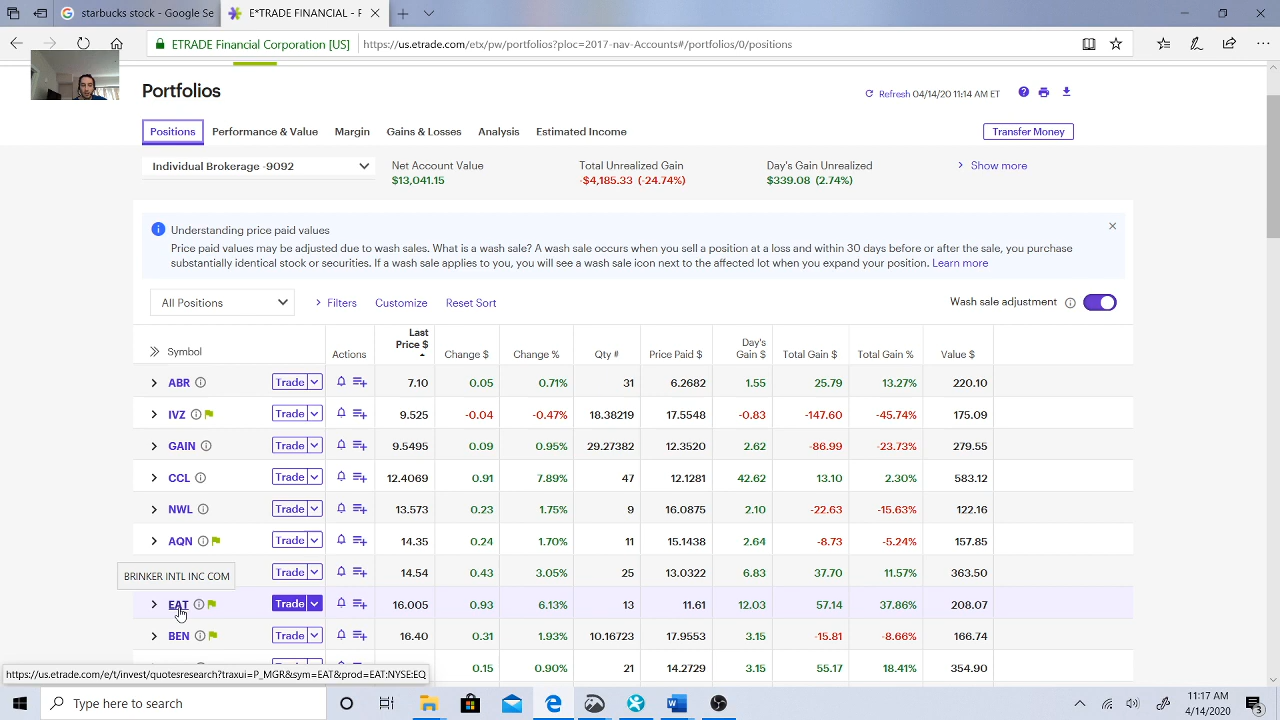 starbucks stock studd
E*TRADE FINANCIAL - P
ETRADE Financial Corporation [US] https://us.etrade.com/etx/pw/portfolios?ploc=2017-nav-Accounts#/portfolios/0/positions
Portfolios
Refresh 04/14/20 11:14 AM ET
Positions Performance & Value Margin Gains & Losses Analysis Estimated Income Transfer Money
Individual Brokerage -9092 Net Account Value Total Unrealized Gain Day's Gain Unrealized Show more
$13,041.15 -$4,185.33 (-24.74%) $339.08 (2.74%)
Understanding price paid values
Price paid values may be adjusted due to wash sales. What is a wash sale? A wash sale occurs when you sell a position at a loss and within 30 days before or after the sale, you purchase
substantially identical stock or securities. If a wash sale applies to you, you will see a wash sale icon next to the affected lot when you expand your position. Learn more
All Positions Filters Customize Reset Sort Wash sale adjustment
Symbol Actions Last Price $ Change $ Change % Qty # Price Paid $ Day's Gain $ Total Gain $ Total Gain % Value $
ABR Trade 7.10 0.05 0.71% 31 6.2682 1.55 25.79 13.27% 220.10
IVZ Trade 9.525 -0.04 -0.47% 18.38219 17.5548 -0.83 -147.60 -45.74% 175.09
GAIN Trade 9.5495 0.09 0.95% 29.27382 12.3520 2.62 -86.99 -23.73% 279.55
CCL Trade 12.4069 0.91 7.89% 47 12.1281 42.62 13.10 2.30% 583.12
NWL Trade 13.573 0.23 1.75% 9 16.0875 2.10 -22.63 -15.63% 122.16
AQN Trade 14.35 0.24 1.70% 11 15.1438 2.64 -8.73 -5.24% 157.85
BRINKER INTL INC COM
Trade 14.54 0.43 3.05% 25 13.0322 6.83 37.70 11.57% 363.50
EAT Trade 16.005 0.93 6.13% 13 11.61 12.03 57.14 37.86% 208.07
BEN Trade 16.40 0.31 1.93% 10.16723 17.9553 3.15 -15.81 -8.66% 166.74
0.15 0.90% 21 14.2729 3.15 55.17 18.41% 354.90
https://us.etrade.com/e/t/invest/quotesresearch?traxui=P_MGR&sym=EAT&prod=EAT:NYSE:EQ
Type here to search
11:17 AM
4/14/2020
3